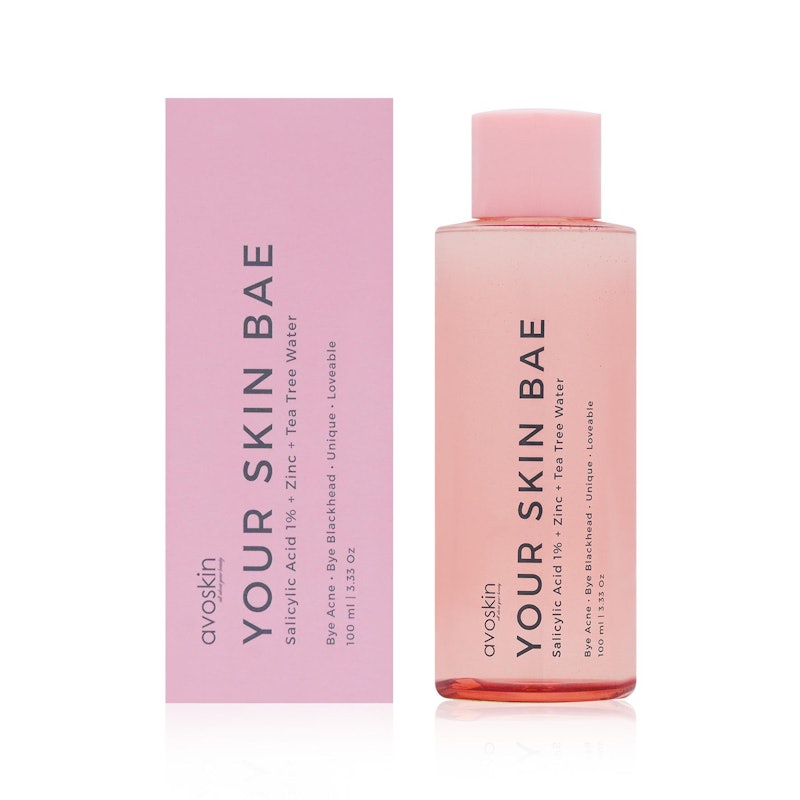 avoskin
YOUR SKIN BAE
Salicylic Acid 1% + Zinc + Tea Tree Water
Bye Acne • Bye Blackhead • Unique • Loveable
100 ml | 3.33 Oz
avoskin
YOUR SKIN BAE
Salicylic Acid 1% + Zinc + Tea Tree Water
Bye Acne • Bye Blackhead • Unique • Loveable
100 ml | 3.33 Oz